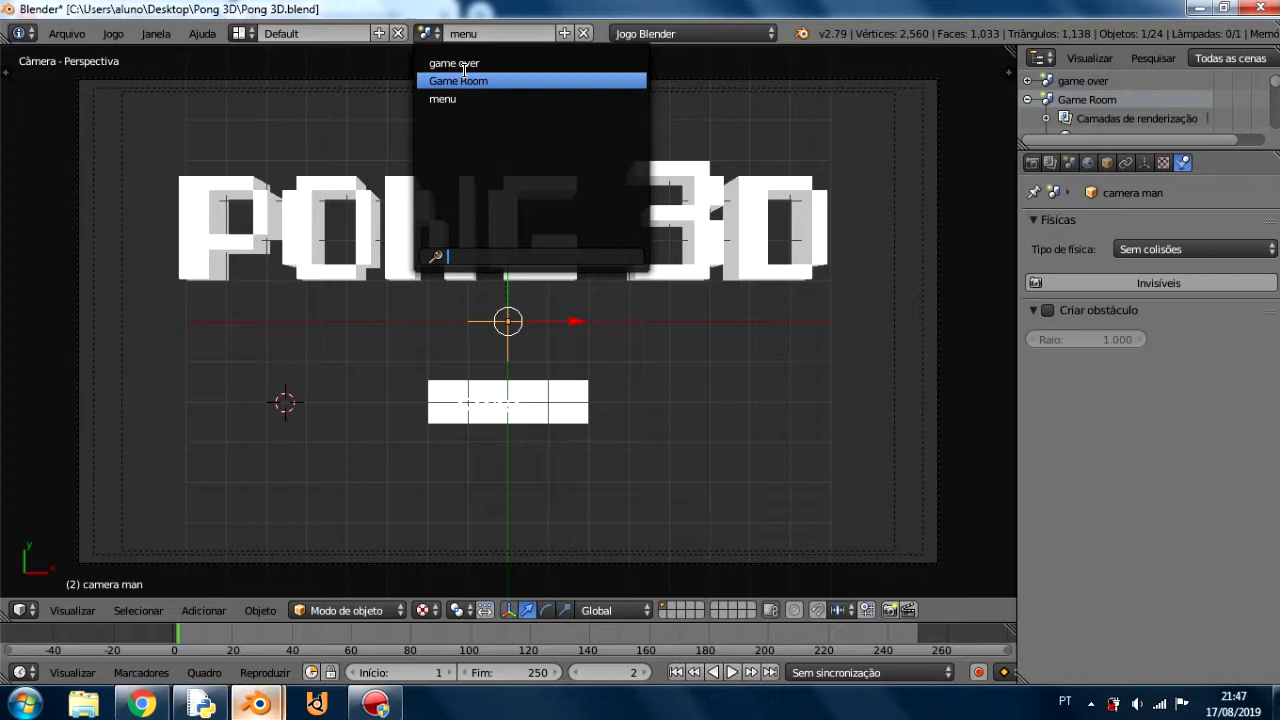 Blender* [C:\Users\aluno\Desktop\Pong 3D\Pong 3D.blend]
Arquivo Jogo Janela Ajuda Default menu Jogo Blender v2.79 | Vértices: 2,560 | Faces: 1,033 | Triângulos: 1,138 | Objetos: 1/24 | Lâmpadas: 0/1 | Memó
Câmera - Perspectiva
game over
Game Room
menu
Visualizar Pesquisar Todas as cenas
game over
Game Room
Camadas de renderização
camera man
Físicas
Tipo de física: Sem colisões
Invisíveis
Criar obstáculo
Raio: 1.000
PONG 3D
y
x
(2) camera man
Visualizar Selecionar Adicionar Objeto Modo de objeto Global
-40 -20 0 20 40 60 80 100 120 140 160 180 200 220 240 260
Visualizar Marcadores Quadro Reproduzir Início: 1 Fim: 250 2 Sem sincronização
PT
21:47
17/08/2019